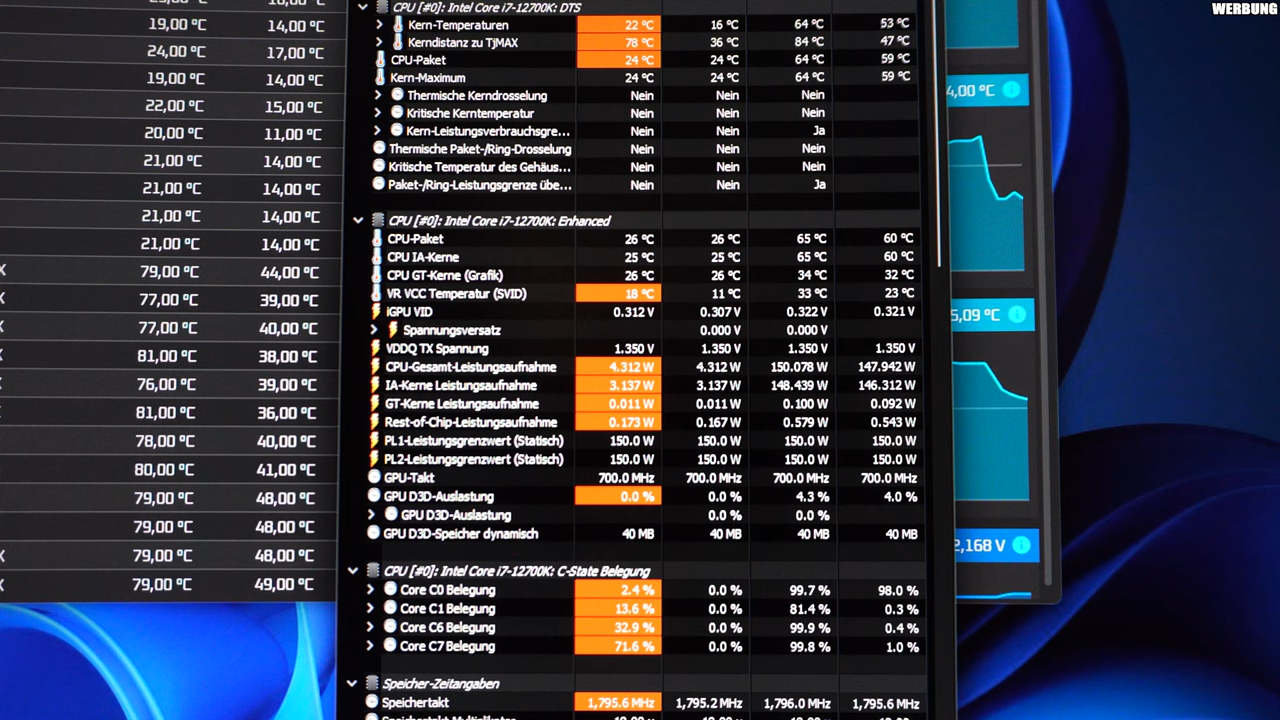 WERBUNG
19,00 °C 14,00 °C
24,00 °C 17,00 °C
19,00 °C 14,00 °C
22,00 °C 15,00 °C
20,00 °C 11,00 °C
21,00 °C 14,00 °C
21,00 °C 14,00 °C
21,00 °C 14,00 °C
21,00 °C 14,00 °C
X 79,00 °C 44,00 °C
X 77,00 °C 39,00 °C
X 77,00 °C 40,00 °C
X 81,00 °C 38,00 °C
X 76,00 °C 39,00 °C
81,00 °C 36,00 °C
78,00 °C 40,00 °C
80,00 °C 41,00 °C
79,00 °C 48,00 °C
79,00 °C 48,00 °C
X 79,00 °C 48,00 °C
X 79,00 °C 49,00 °C
CPU [#0]: Intel Core i7-12700K: DTS
Kern-Temperaturen 22 °C 16 °C 64 °C 53 °C
Kerndistanz zu TjMAX 78 °C 36 °C 84 °C 47 °C
CPU-Paket 24 °C 24 °C 64 °C 59 °C
Kern-Maximum 24 °C 24 °C 64 °C 59 °C
Thermische Kerndrosselung Nein Nein Nein
Kritische Kerntemperatur Nein Nein Nein
Kern-Leistungsverbrauchsgre... Nein Nein Ja
Thermische Paket-/Ring-Drosselung Nein Nein Nein
Kritische Temperatur des Gehäus... Nein Nein Nein
Paket-/Ring-Leistungsgrenze übe... Nein Nein Ja
CPU [#0]: Intel Core i7-12700K: Enhanced
CPU-Paket 26 °C 26 °C 65 °C 60 °C
CPU IA-Kerne 25 °C 25 °C 65 °C 60 °C
CPU GT-Kerne (Grafik) 26 °C 26 °C 34 °C 32 °C
VR VCC Temperatur (SVID) 18 °C 11 °C 33 °C 23 °C
iGPU VID 0.312 V 0.307 V 0.322 V 0.321 V
Spannungsversatz 0.000 V 0.000 V
VDDQ TX Spannung 1.350 V 1.350 V 1.350 V 1.350 V
CPU-Gesamt-Leistungsaufnahme 4.312 W 4.312 W 150.078 W 147.942 W
IA-Kerne Leistungsaufnahme 3.137 W 3.137 W 148.439 W 146.312 W
GT-Kerne Leistungsaufnahme 0.011 W 0.011 W 0.100 W 0.092 W
Rest-of-Chip-Leistungsaufnahme 0.173 W 0.167 W 0.579 W 0.543 W
PL1-Leistungsgrenzwert (Statisch) 150.0 W 150.0 W 150.0 W 150.0 W
PL2-Leistungsgrenzwert (Statisch) 150.0 W 150.0 W 150.0 W 150.0 W
GPU-Takt 700.0 MHz 700.0 MHz 700.0 MHz 700.0 MHz
GPU D3D-Auslastung 0.0 % 0.0 % 4.3 % 4.0 %
GPU D3D-Auslastung 0.0 % 0.0 %
GPU D3D-Speicher dynamisch 40 MB 40 MB 40 MB 40 MB
CPU [#0]: Intel Core i7-12700K: C-State Belegung
Core C0 Belegung 2.4 % 0.0 % 99.7 % 98.0 %
Core C1 Belegung 13.6 % 0.0 % 81.4 % 0.3 %
Core C6 Belegung 32.9 % 0.0 % 99.9 % 0.4 %
Core C7 Belegung 71.6 % 0.0 % 99.8 % 1.0 %
Speicher-Zeitangaben
Speichertakt 1,795.6 MHz 1,795.2 MHz 1,796.0 MHz 1,795.6 MHz
4,00 °C
5,09 °C
2,168 V